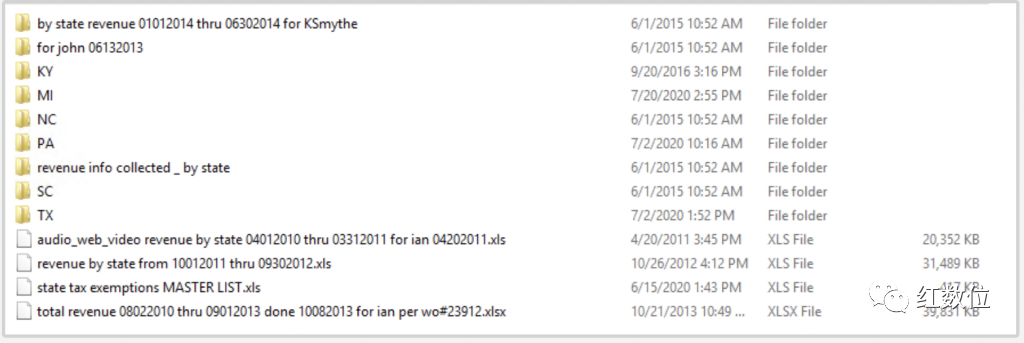 by state revenue 01012014 thru 06302014 for KSmythe 6/1/2015 10:52 AM File folder
for john 06132013 6/1/2015 10:52 AM File folder
KY 9/20/2016 3:16 PM File folder
MI 7/20/2020 2:55 PM File folder
NC 6/1/2015 10:52 AM File folder
PA 7/2/2020 10:16 AM File folder
revenue info collected _ by state 6/1/2015 10:52 AM File folder
SC 6/1/2015 10:52 AM File folder
TX 7/2/2020 1:52 PM File folder
audio_web_video revenue by state 04012010 thru 03312011 for ian 04202011.xls 4/20/2011 3:45 PM XLS File 20,352 KB
revenue by state from 10012011 thru 09302012.xls 10/26/2012 4:12 PM XLS File 31,489 KB
state tax exemptions MASTER LIST.xls 6/15/2020 1:43 PM XLS File KB
total revenue 08022010 thru 09012013 done 10082013 for ian per wo#23912.xlsx 10/21/2013 10:49 ... XLSX File 39,831 KB
红数位